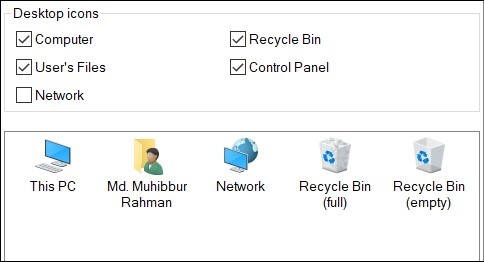 Desktop icons
Computer
Recycle Bin
User's Files
Control Panel
Network
This PC
Md. Muhibbur
Rahman
Network
Recycle Bin
(full)
Recycle Bin
(empty)